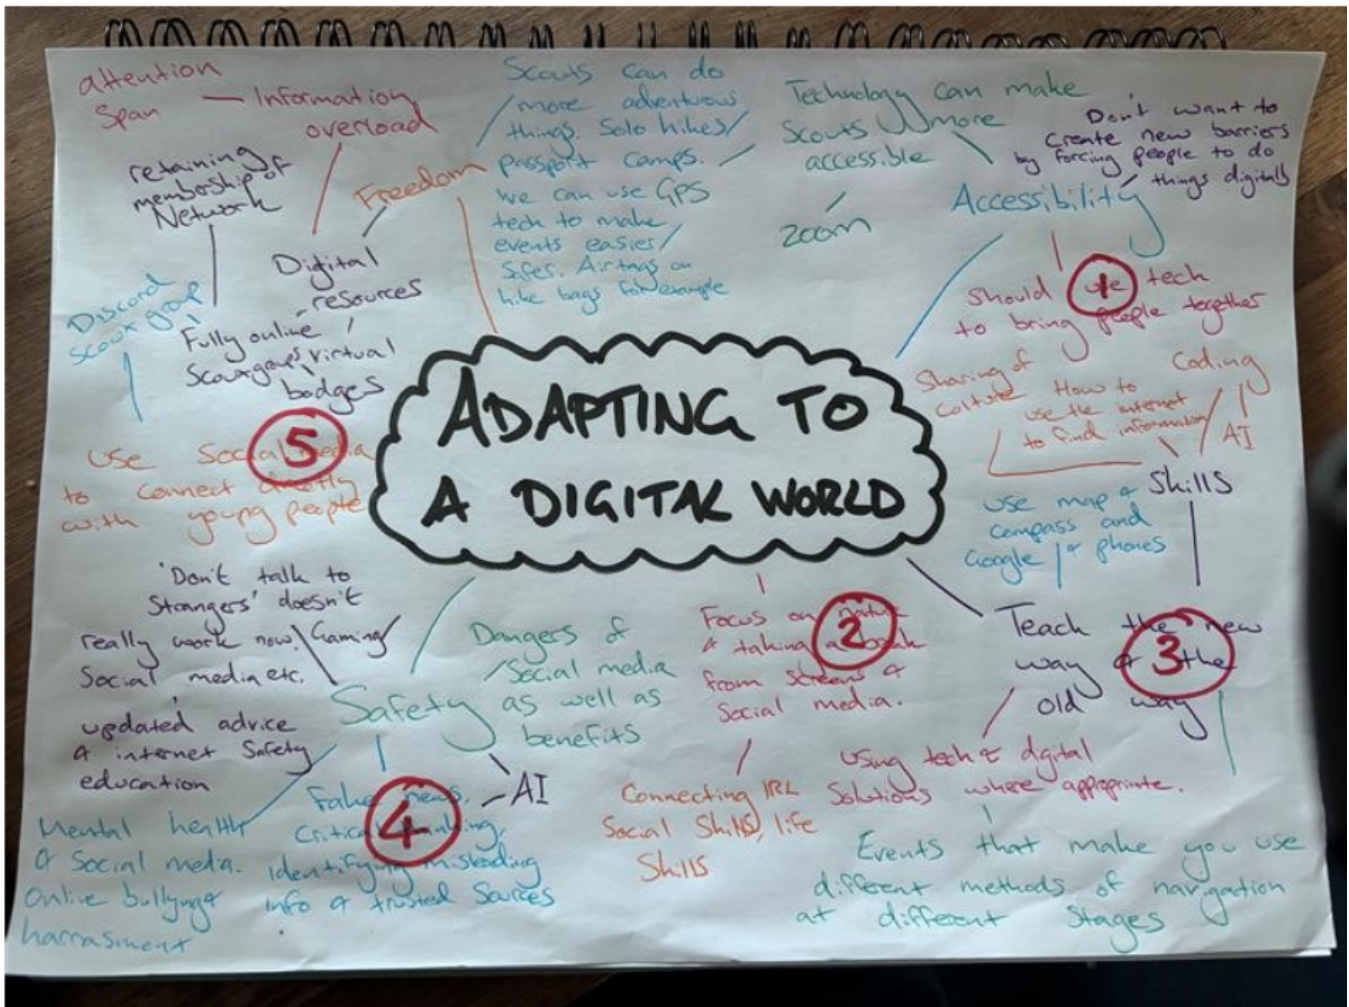 ADAPTING TO
A DIGITAL WORLD
attention
Span
Information
overload
retaining
membership of
Network
Freedom
Scouts can do
more adventurous
things. Solo hikes/
passport camps.
we can use GPS
tech to make
events easier/
Safer. Airtags on
hike bags for example
Technology can make
Scouts more
accessible
zoom
Don't want to
create new barriers
by forcing people to do
things digitally
Accessibility
1
Should use tech
to bring people together
Digital
resources
Discord
Scout group
Fully online
Scout groups
virtual
badges
5
use Social media
to connect directly
with young people
Sharing of
culture
How to
use the internet
to find information
Coding
AI
Skills
use map &
compass and
Google & phones
3
Teach the new
way & the
old way
using tech & digital
Solutions where appropriate.
Events that make you use
different methods of navigation
at different Stages
2
Focus on nature
& taking a break
from screens &
Social media.
Connecting IRL
Social Skills, life
Skills
'Don't talk to
Strangers' doesn't
really work now. Gaming/
Social media etc.
Dangers of
Social media
as well as
benefits
Safety
updated advice
& internet Safety
education
AI
4
Fake news,
Critical thinking,
identifying misleading
info & trusted Sources
Mental health
& Social media.
Online bullying &
harrasment